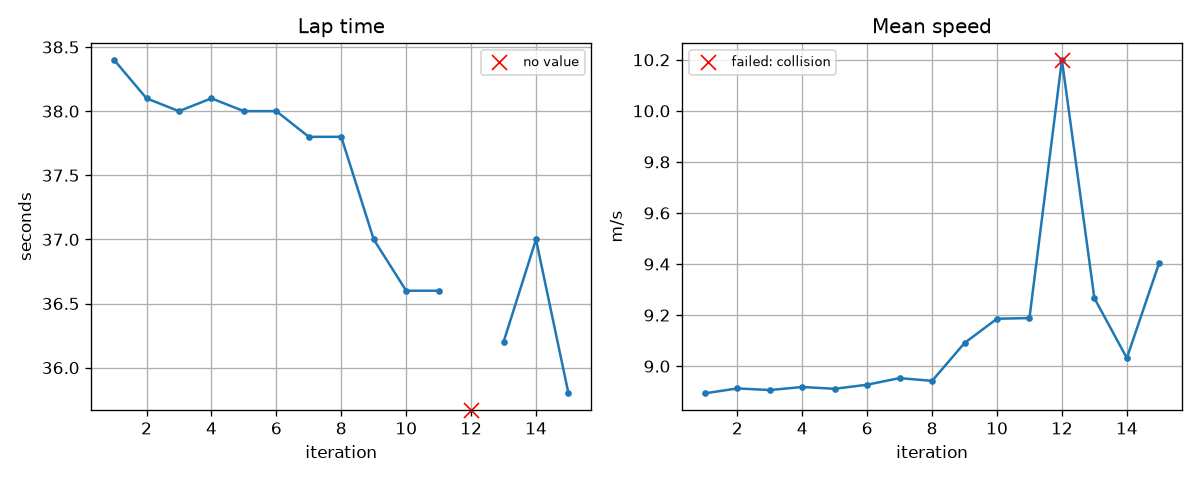 Lap time
38.5
38.0
37.5
37.0
36.5
36.0
seconds
no value
2 4 6 8 10 12 14
iteration
Mean speed
10.2
10.0
9.8
9.6
9.4
9.2
9.0
m/s
failed: collision
2 4 6 8 10 12 14
iteration